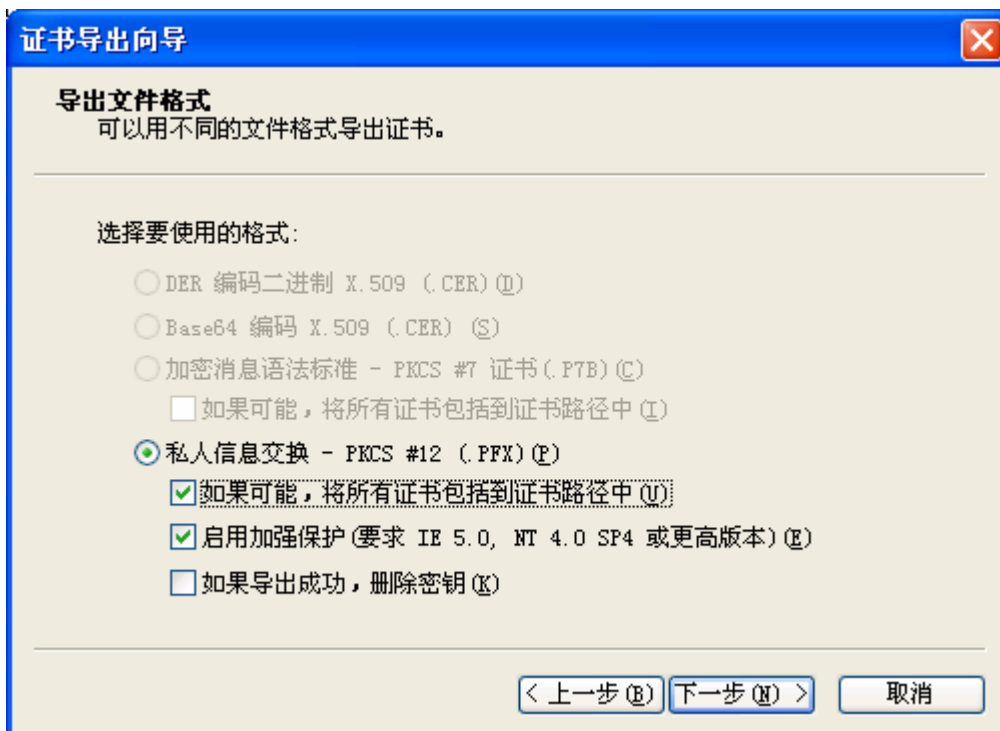 证书导出向导
导出文件格式
可以用不同的文件格式导出证书。
选择要使用的格式:
DER 编码二进制 X.509 (.CER)(D)
Base64 编码 X.509 (.CER) (S)
加密消息语法标准 - PKCS #7 证书(.P7B)(C)
如果可能，将所有证书包括到证书路径中(I)
私人信息交换 - PKCS #12 (.PFX)(P)
如果可能，将所有证书包括到证书路径中(U)
启用加强保护(要求 IE 5.0, NT 4.0 SP4 或更高版本)(E)
如果导出成功，删除密钥(K)
< 上一步(B) 下一步(N) > 取消